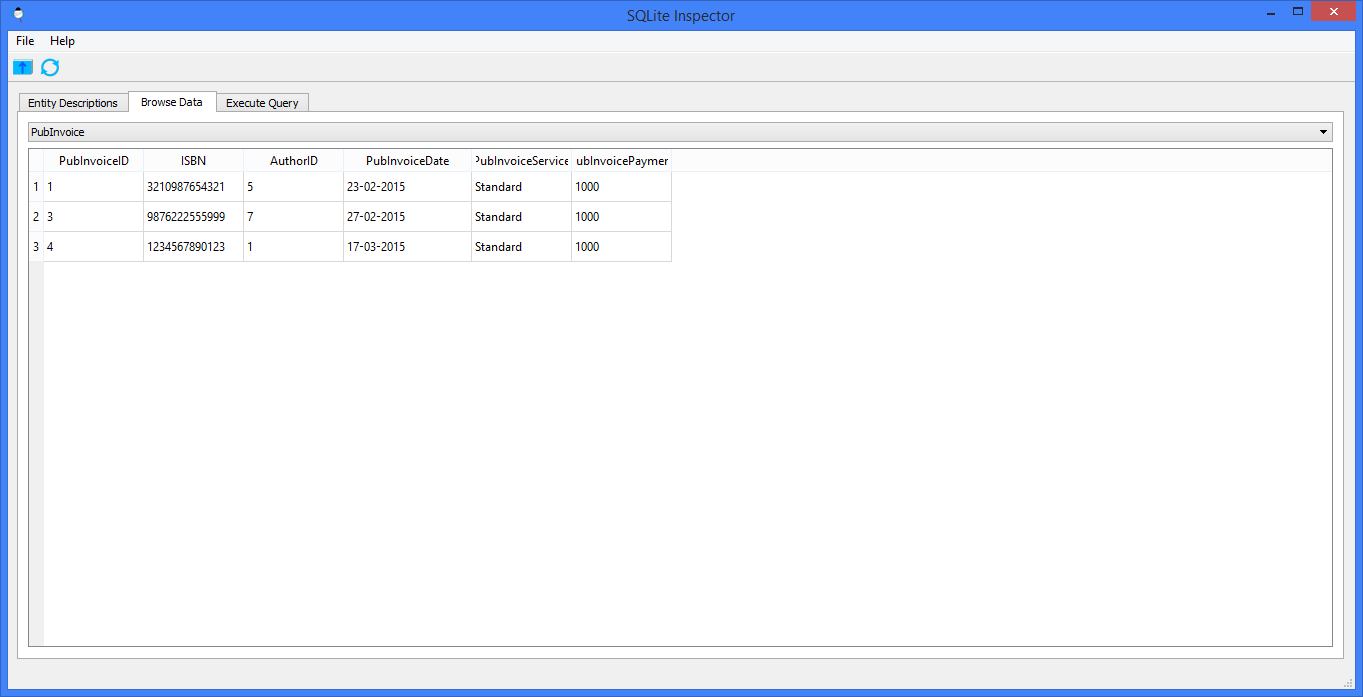 SQLite Inspector
File Help
Entity Descriptions Browse Data Execute Query
PubInvoice
PubInvoiceID ISBN AuthorID PubInvoiceDate PubInvoiceService ubInvoicePaymer
1 1 3210987654321 5 23-02-2015 Standard 1000
2 3 9876222555999 7 27-02-2015 Standard 1000
3 4 1234567890123 1 17-03-2015 Standard 1000